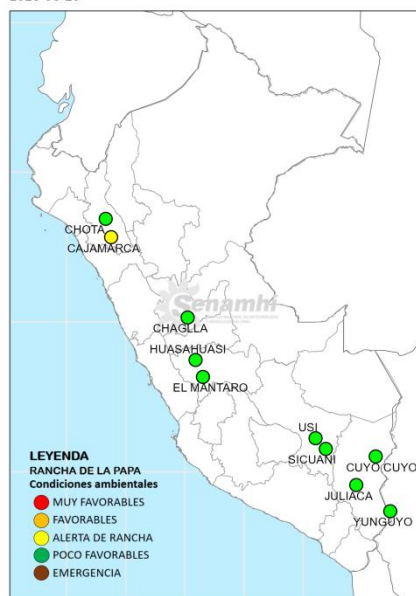 CHOTA
CAJAMARCA
Senamhi
CHAGLLA
HUASAHUASI
EL MANTARO
USI
SICUANI
CUYO CUYO
JULIACA
YUNGUYO
LEYENDA
RANCHA DE LA PAPA
Condiciones ambientales
MUY FAVORABLES
FAVORABLES
ALERTA DE RANCHA
POCO FAVORABLES
EMERGENCIA